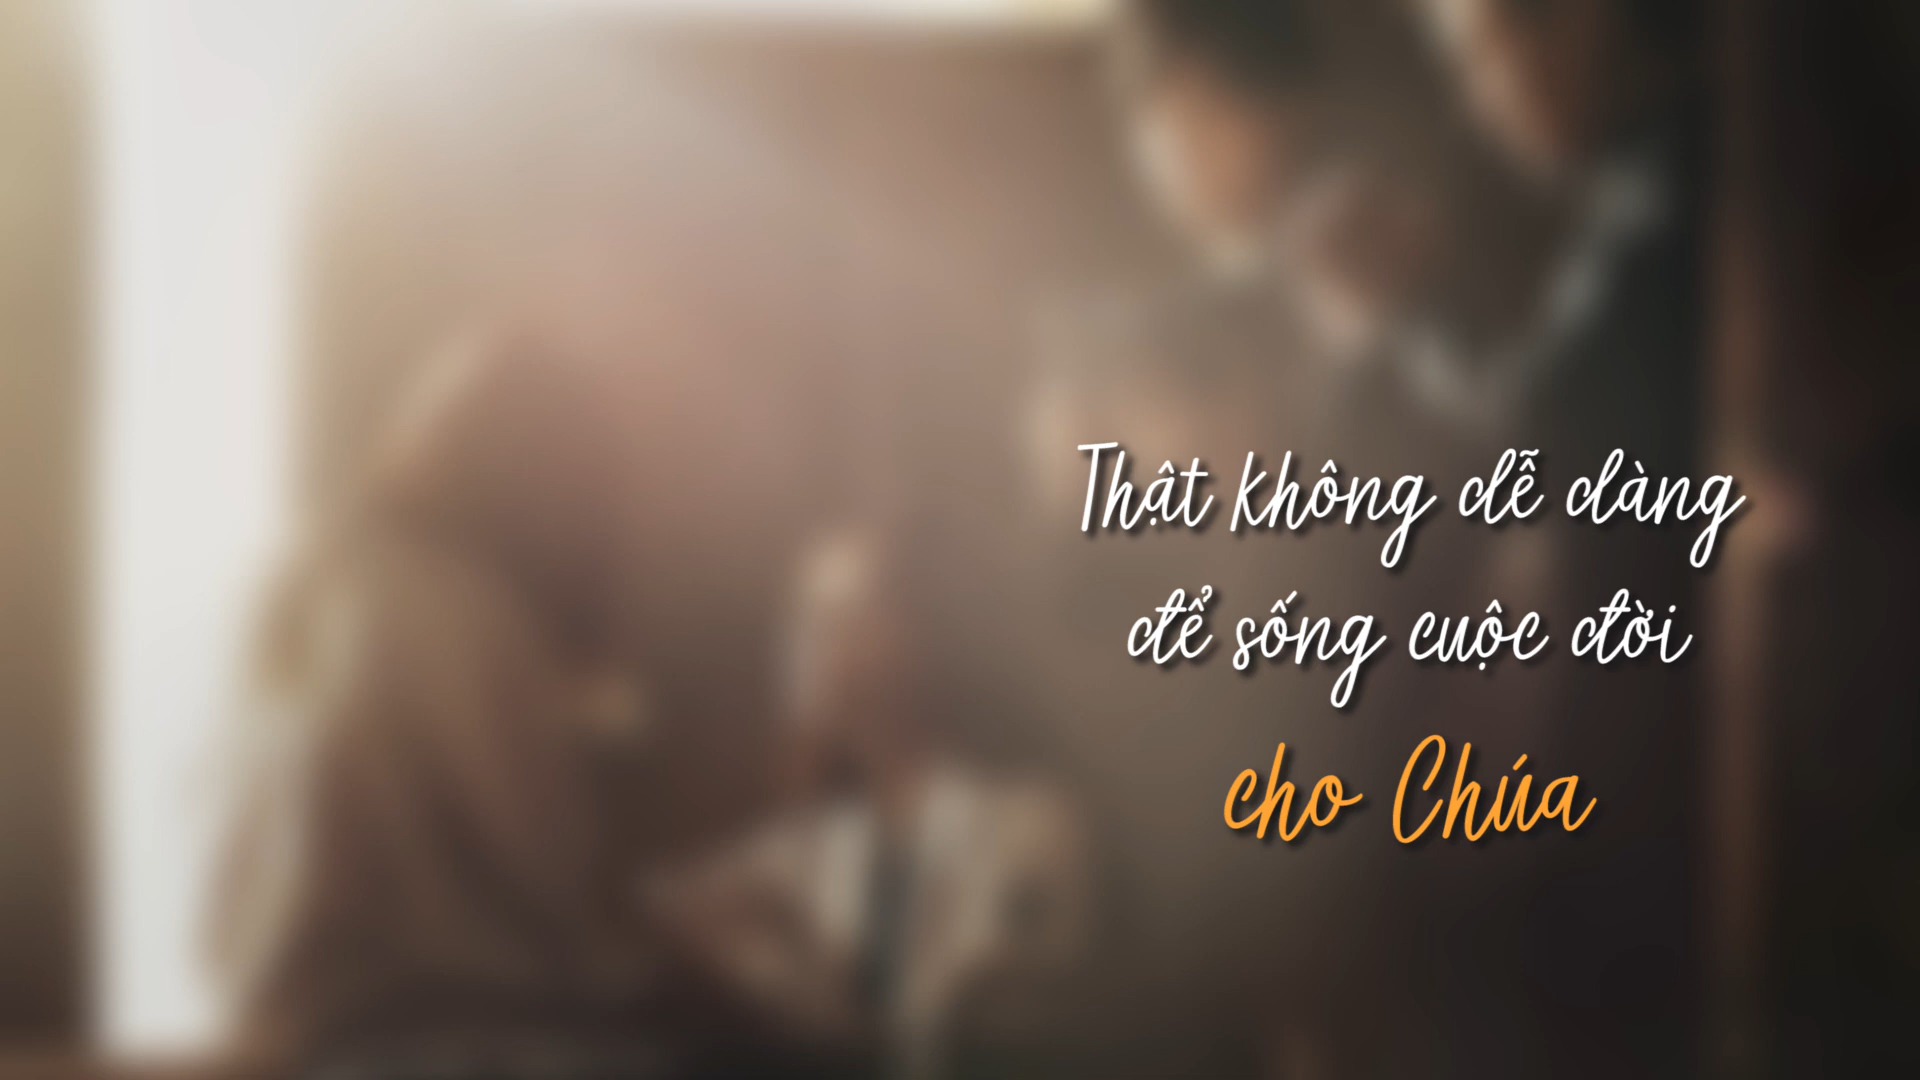 Thật không dễ dàng
để sống cuộc đời
cho Chúa